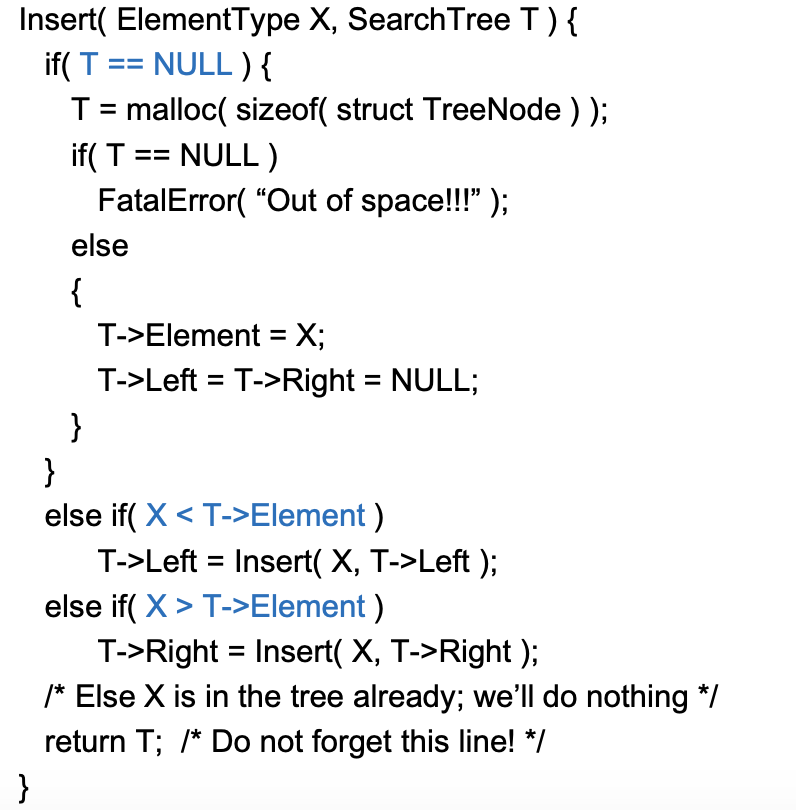 Insert( ElementType X, SearchTree T ) {
if( T == NULL ) {
T = malloc( sizeof( struct TreeNode ) );
if( T == NULL )
FatalError( “Out of space!!!” );
else
{
T->Element = X;
T->Left = T->Right = NULL;
}
}
else if( X < T->Element )
T->Left = Insert( X, T->Left );
else if( X > T->Element )
T->Right = Insert( X, T->Right );
/* Else X is in the tree already; we’ll do nothing */
return T;  /* Do not forget this line! */
}